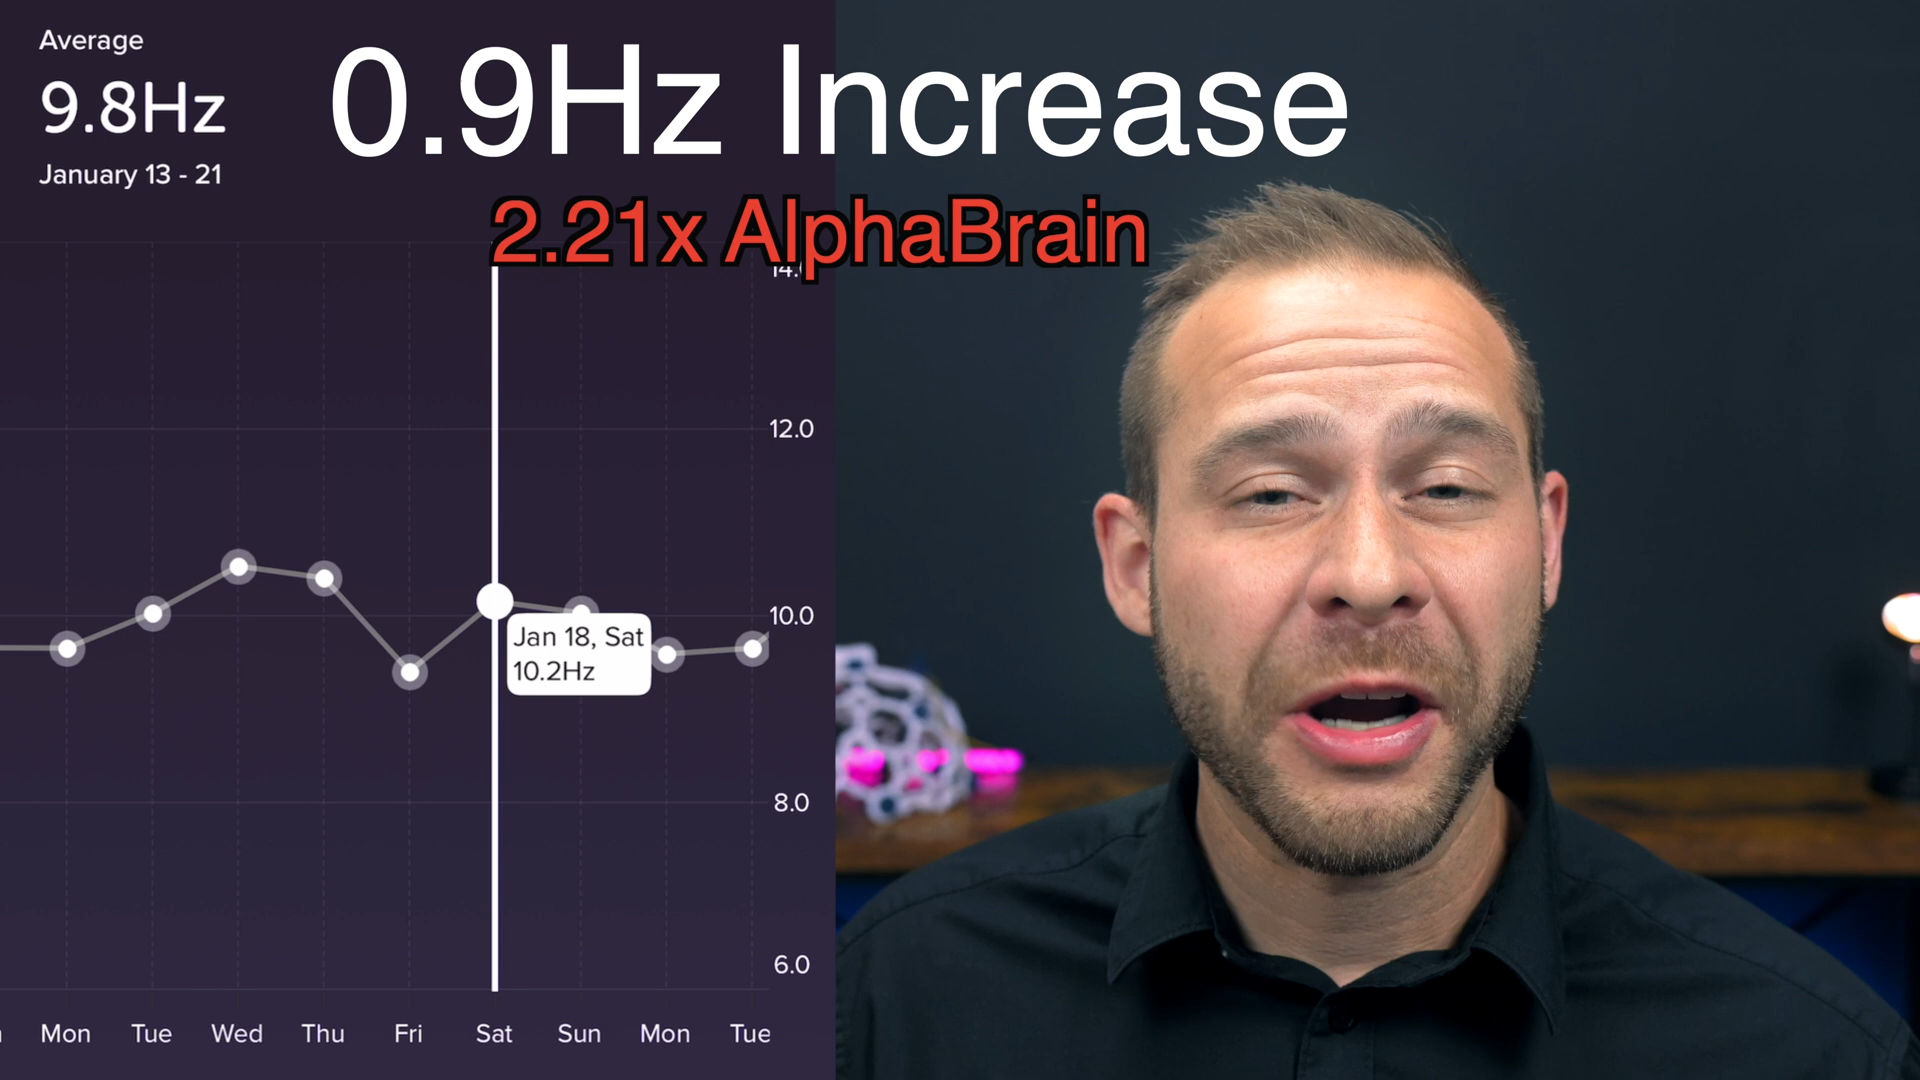 Average
9.8Hz
January 13 - 21
0.9Hz Increase
2.21x AlphaBrain
12.0
10.0
Jan 18, Sat
10.2Hz
8.0
6.0
Mon Tue Wed Thu Fri Sat Sun Mon Tue